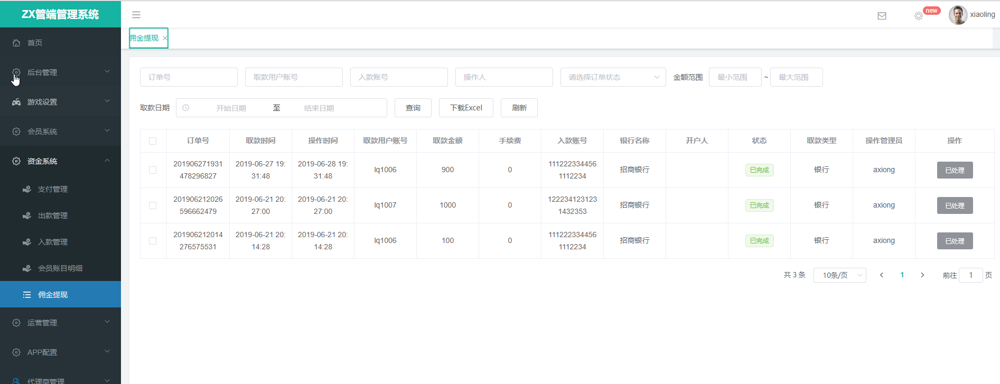 ZX管端管理系统
new
xiaoling
首页
后台管理
游戏设置
会员系统
资金系统
支付管理
出款管理
入款管理
会员账目明细
佣金提现
运营管理
APP配置
代理商管理
佣金提现
订单号 取款用户账号 入款账号 操作人 请选择订单状态 金额范围 最小范围 ~ 最大范围
取款日期 开始日期 至 结束日期 查询 下载Excel 刷新
订单号 取款时间 操作时间 取款用户账号 取款金额 手续费 入款账号 银行名称 开户人 状态 取款类型 操作管理员 操作
201906271931 2019-06-27 19: 2019-06-28 19: 111222334456
478296827 31:48 31:48 lq1006 900 0 1112234 招商银行 已完成 银行 axiong 已处理
201906212026 2019-06-21 20: 2019-06-21 20: 122234123123
596662479 27:00 27:00 lq1007 1000 0 1432353 招商银行 已完成 银行 axiong 已处理
201906212014 2019-06-21 20: 2019-06-21 20: 111222334456
276575531 14:28 14:28 lq1006 100 0 1112234 招商银行 已完成 银行 axiong 已处理
共 3 条 10条/页 1 前往 1 页